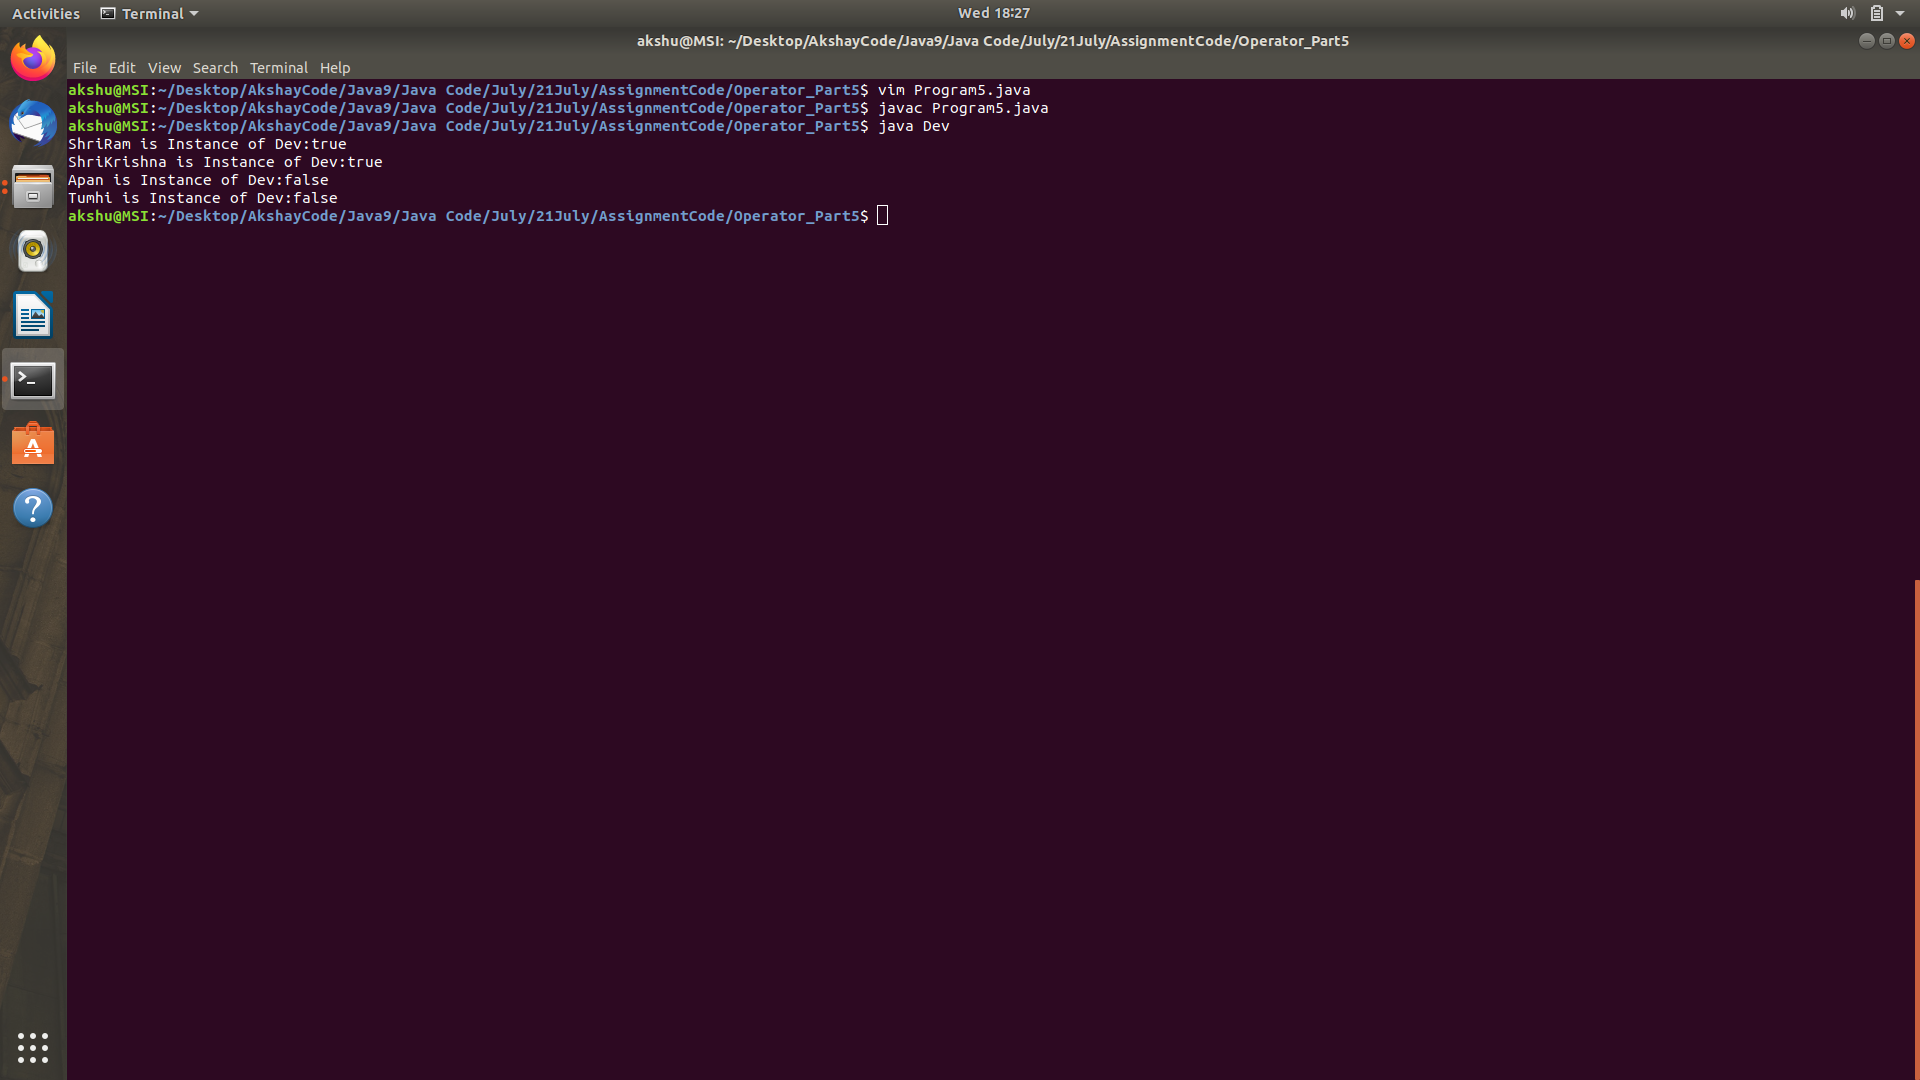 Activities Terminal Wed 18:27
akshu@MSI: ~/Desktop/AkshayCode/Java9/Java Code/July/21July/AssignmentCode/Operator_Part5
File Edit View Search Terminal Help
akshu@MSI:~/Desktop/AkshayCode/Java9/Java Code/July/21July/AssignmentCode/Operator_Part5$ vim Program5.java
akshu@MSI:~/Desktop/AkshayCode/Java9/Java Code/July/21July/AssignmentCode/Operator_Part5$ javac Program5.java
akshu@MSI:~/Desktop/AkshayCode/Java9/Java Code/July/21July/AssignmentCode/Operator_Part5$ java Dev
ShriRam is Instance of Dev:true
ShriKrishna is Instance of Dev:true
Apan is Instance of Dev:false
Tumhi is Instance of Dev:false
akshu@MSI:~/Desktop/AkshayCode/Java9/Java Code/July/21July/AssignmentCode/Operator_Part5$